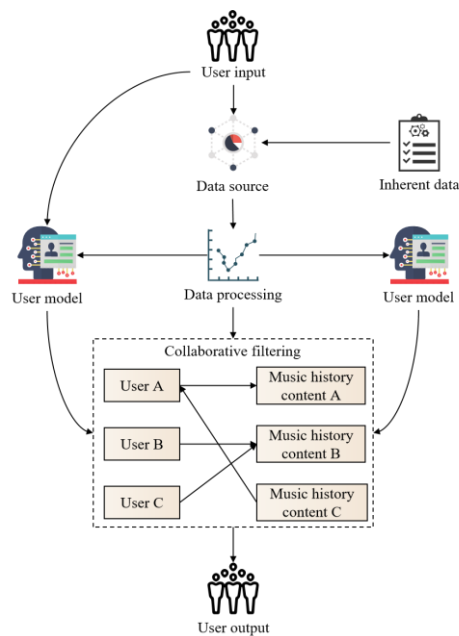 User input
Data source
Inherent data
User model
Data processing
User model
Collaborative filtering
User A
Music history
content A
User B
Music history
content B
User C
Music history
content C
User output